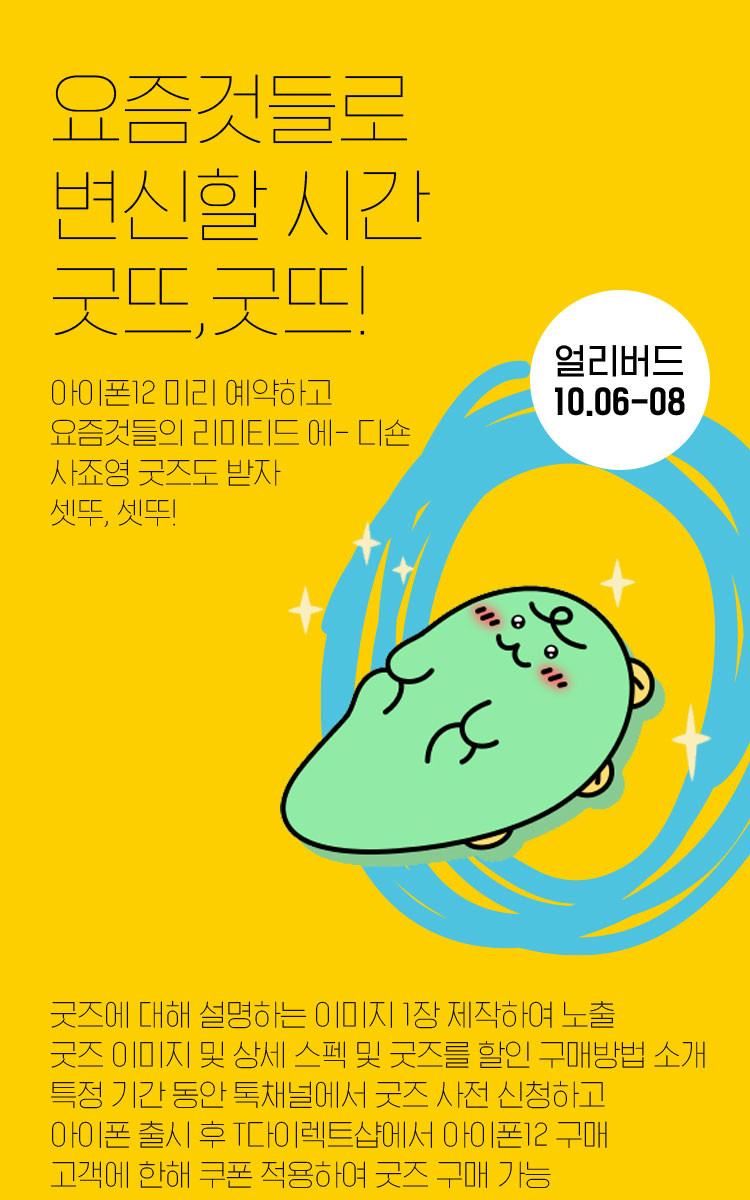 요즘것들로
변신할 시간
굿뜨,굿뜨!
얼리버드
10.06-08
아이폰12 미리 예약하고
요즘것들의 리미티드 에- 디숀
사죠영 굿즈도 받자
셋뚜, 셋뚜!
굿즈에 대해 설명하는 이미지 1장 제작하여 노출
굿즈 이미지 및 상세 스펙 및 굿즈를 할인 구매방법 소개
특정 기간 동안 톡채널에서 굿즈 사전 신청하고
아이폰 출시 후 T다이렉트샵에서 아이폰12 구매
고객에 한해 쿠폰 적용하여 굿즈 구매 가능